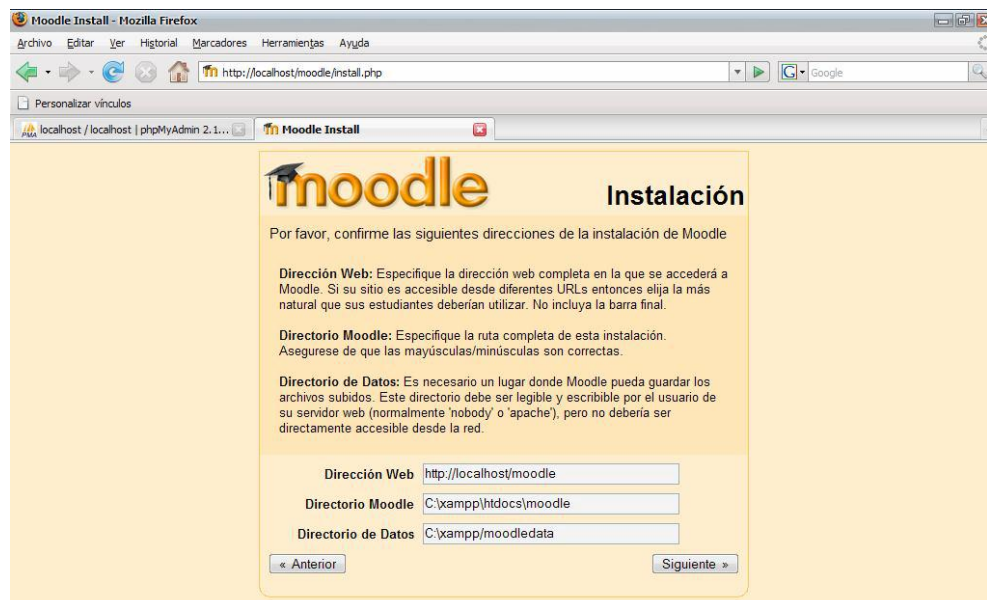 Moodle Install - Mozilla Firefox
Archivo Editar Ver Historial Marcadores Herramientas Ayuda
http://localhost/moodle/install.php
G Google
Personalizar vínculos
localhost / localhost | phpMyAdmin 2.1...
Moodle Install
moodle
Instalación
Por favor, confirme las siguientes direcciones de la instalación de Moodle
Dirección Web: Especifique la dirección web completa en la que se accederá a
Moodle. Si su sitio es accesible desde diferentes URLs entonces elija la más
natural que sus estudiantes deberían utilizar. No incluya la barra final.
Directorio Moodle: Especifique la ruta completa de esta instalación.
Asegurese de que las mayúsculas/minúsculas son correctas.
Directorio de Datos: Es necesario un lugar donde Moodle pueda guardar los
archivos subidos. Este directorio debe ser legible y escribible por el usuario de
su servidor web (normalmente 'nobody' o 'apache'), pero no debería ser
directamente accesible desde la red.
Dirección Web http://localhost/moodle
Directorio Moodle C:\xampp\htdocs\moodle
Directorio de Datos C:\xampp/moodledata
« Anterior
Siguiente »